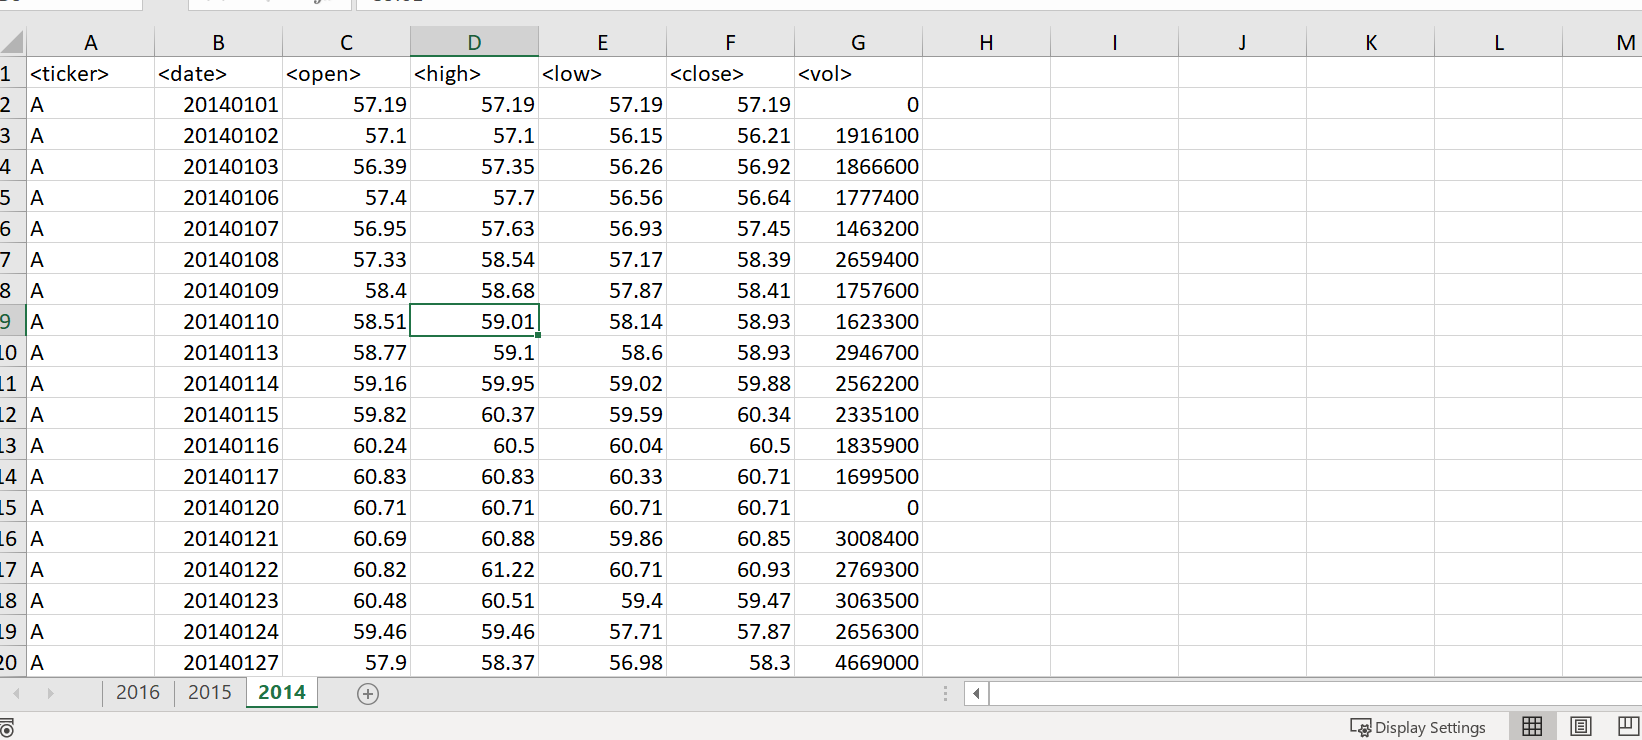 A B C D E F G H I J K L M
1 <ticker> <date> <open> <high> <low> <close> <vol>
2 A 20140101 57.19 57.19 57.19 57.19 0
3 A 20140102 57.1 57.1 56.15 56.21 1916100
4 A 20140103 56.39 57.35 56.26 56.92 1866600
5 A 20140106 57.4 57.7 56.56 56.64 1777400
6 A 20140107 56.95 57.63 56.93 57.45 1463200
7 A 20140108 57.33 58.54 57.17 58.39 2659400
8 A 20140109 58.4 58.68 57.87 58.41 1757600
9 A 20140110 58.51 59.01 58.14 58.93 1623300
10 A 20140113 58.77 59.1 58.6 58.93 2946700
11 A 20140114 59.16 59.95 59.02 59.88 2562200
12 A 20140115 59.82 60.37 59.59 60.34 2335100
13 A 20140116 60.24 60.5 60.04 60.5 1835900
14 A 20140117 60.83 60.83 60.33 60.71 1699500
15 A 20140120 60.71 60.71 60.71 60.71 0
16 A 20140121 60.69 60.88 59.86 60.85 3008400
17 A 20140122 60.82 61.22 60.71 60.93 2769300
18 A 20140123 60.48 60.51 59.4 59.47 3063500
19 A 20140124 59.46 59.46 57.71 57.87 2656300
20 A 20140127 57.9 58.37 56.98 58.3 4669000
2016 2015 2014
Display Settings